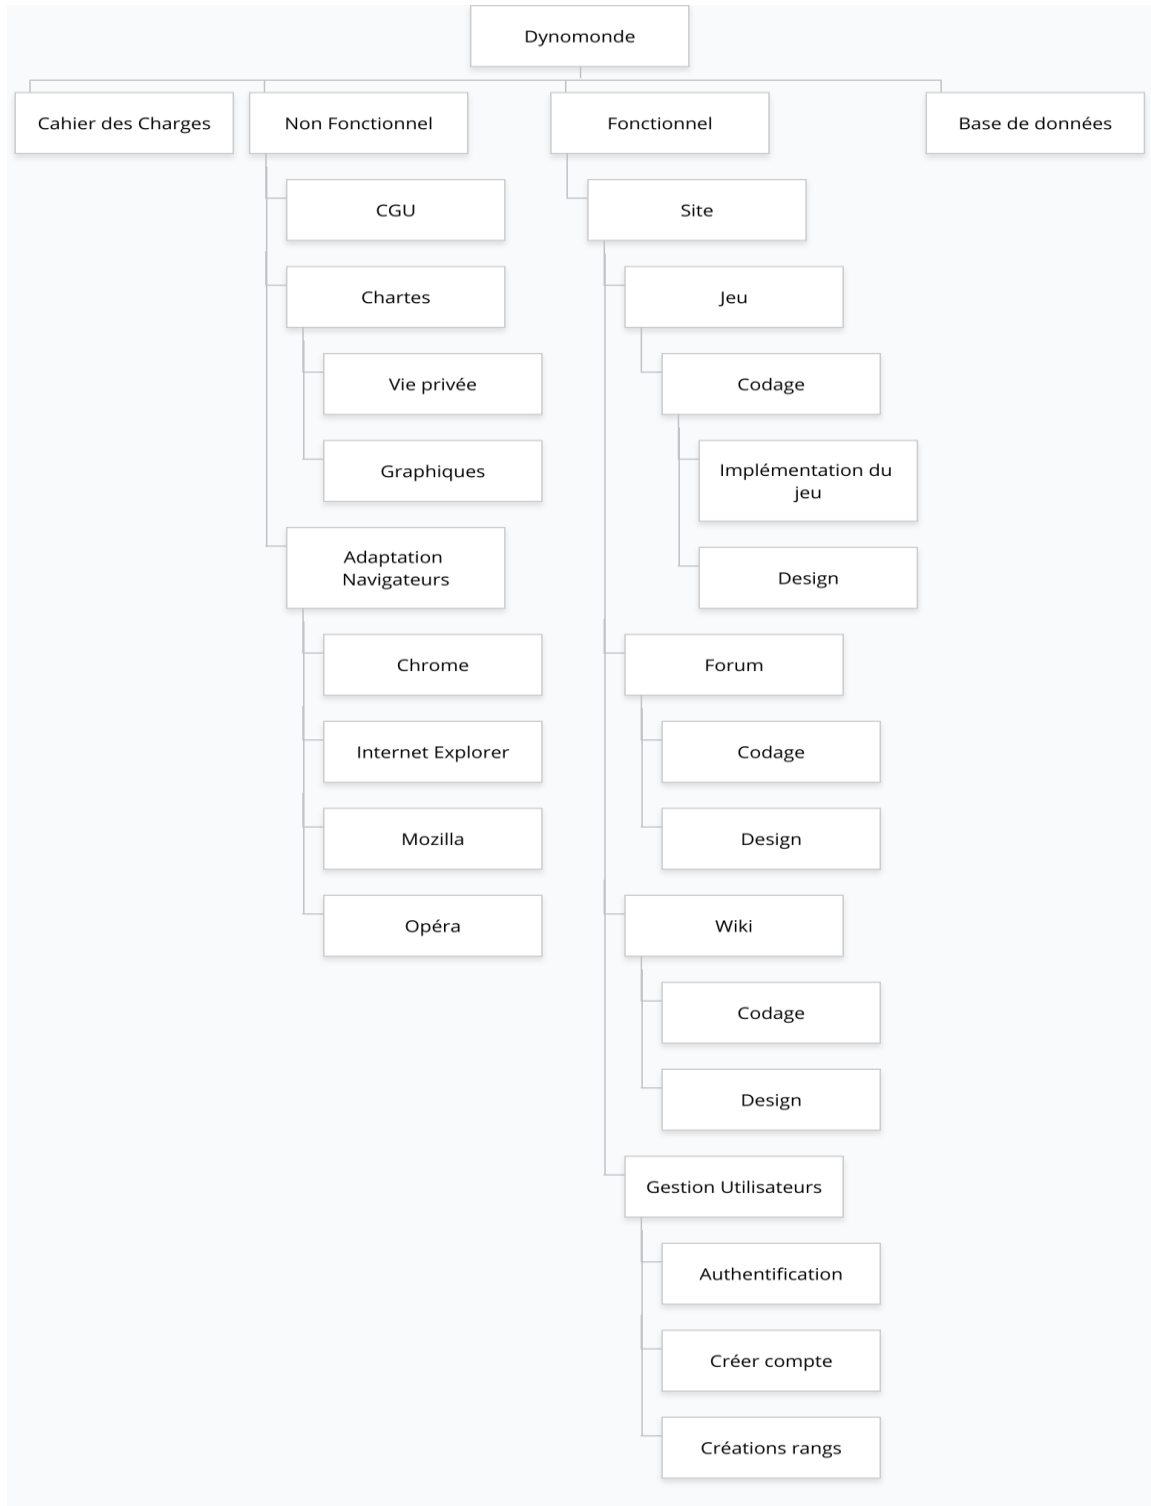 Dynomonde
Cahier des Charges
Non Fonctionnel
Fonctionnel
Base de données
CGU
Chartes
Vie privée
Graphiques
Adaptation
Navigateurs
Chrome
Internet Explorer
Mozilla
Opéra
Site
Jeu
Codage
Implémentation du
jeu
Design
Forum
Codage
Design
Wiki
Codage
Design
Gestion Utilisateurs
Authentification
Créer compte
Créations rangs